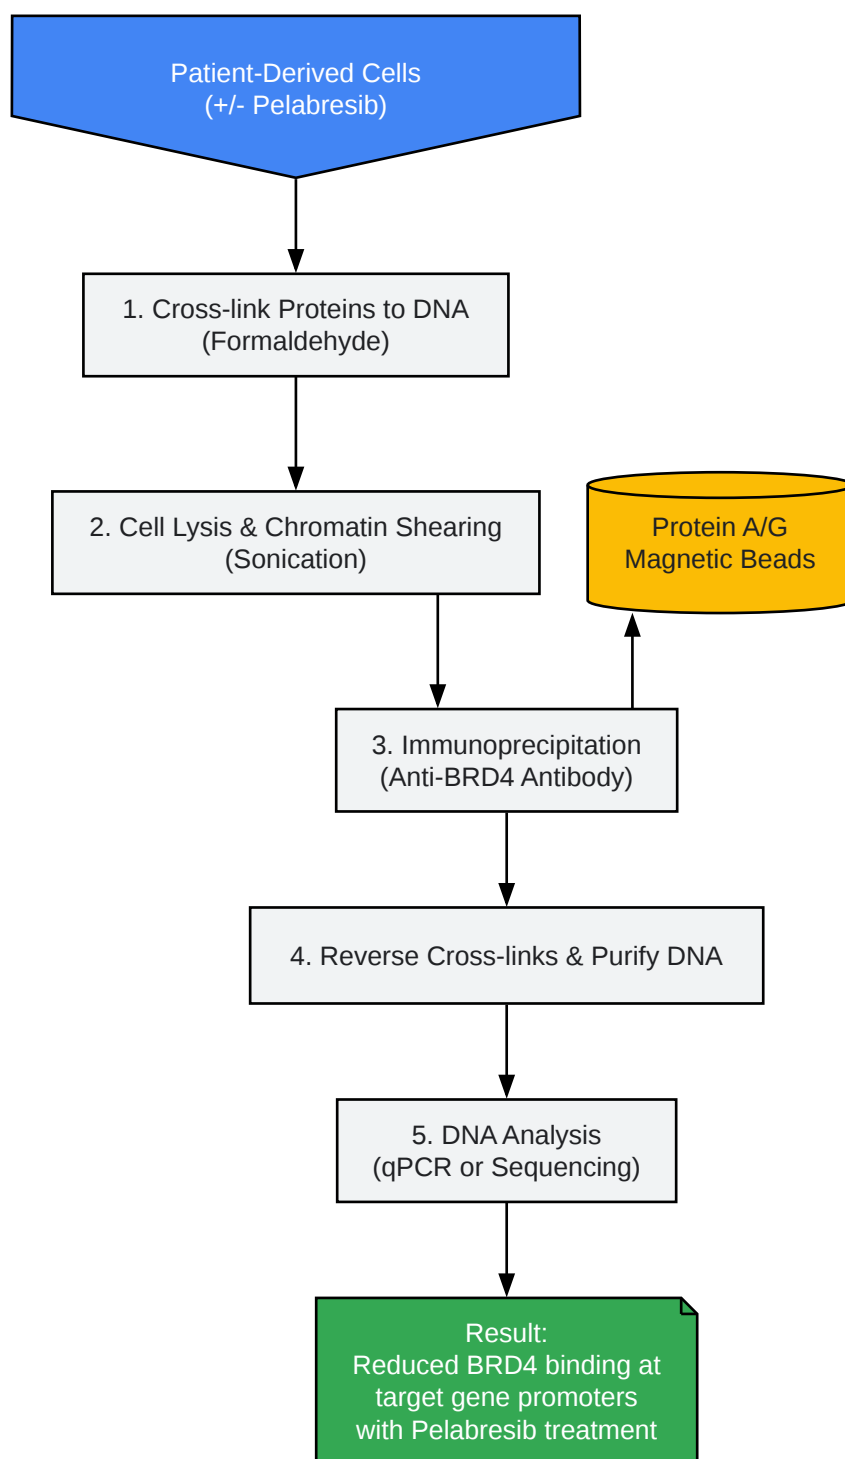 Patient-Derived Cells
(+/- Pelabresib)
1. Cross-link Proteins to DNA
(Formaldehyde)
2. Cell Lysis & Chromatin Shearing
(Sonication)
Protein A/G
Magnetic Beads
3. Immunoprecipitation
(Anti-BRD4 Antibody)
4. Reverse Cross-links & Purify DNA
5. DNA Analysis
(qPCR or Sequencing)
Result:
Reduced BRD4 binding at
target gene promoters
with Pelabresib treatment